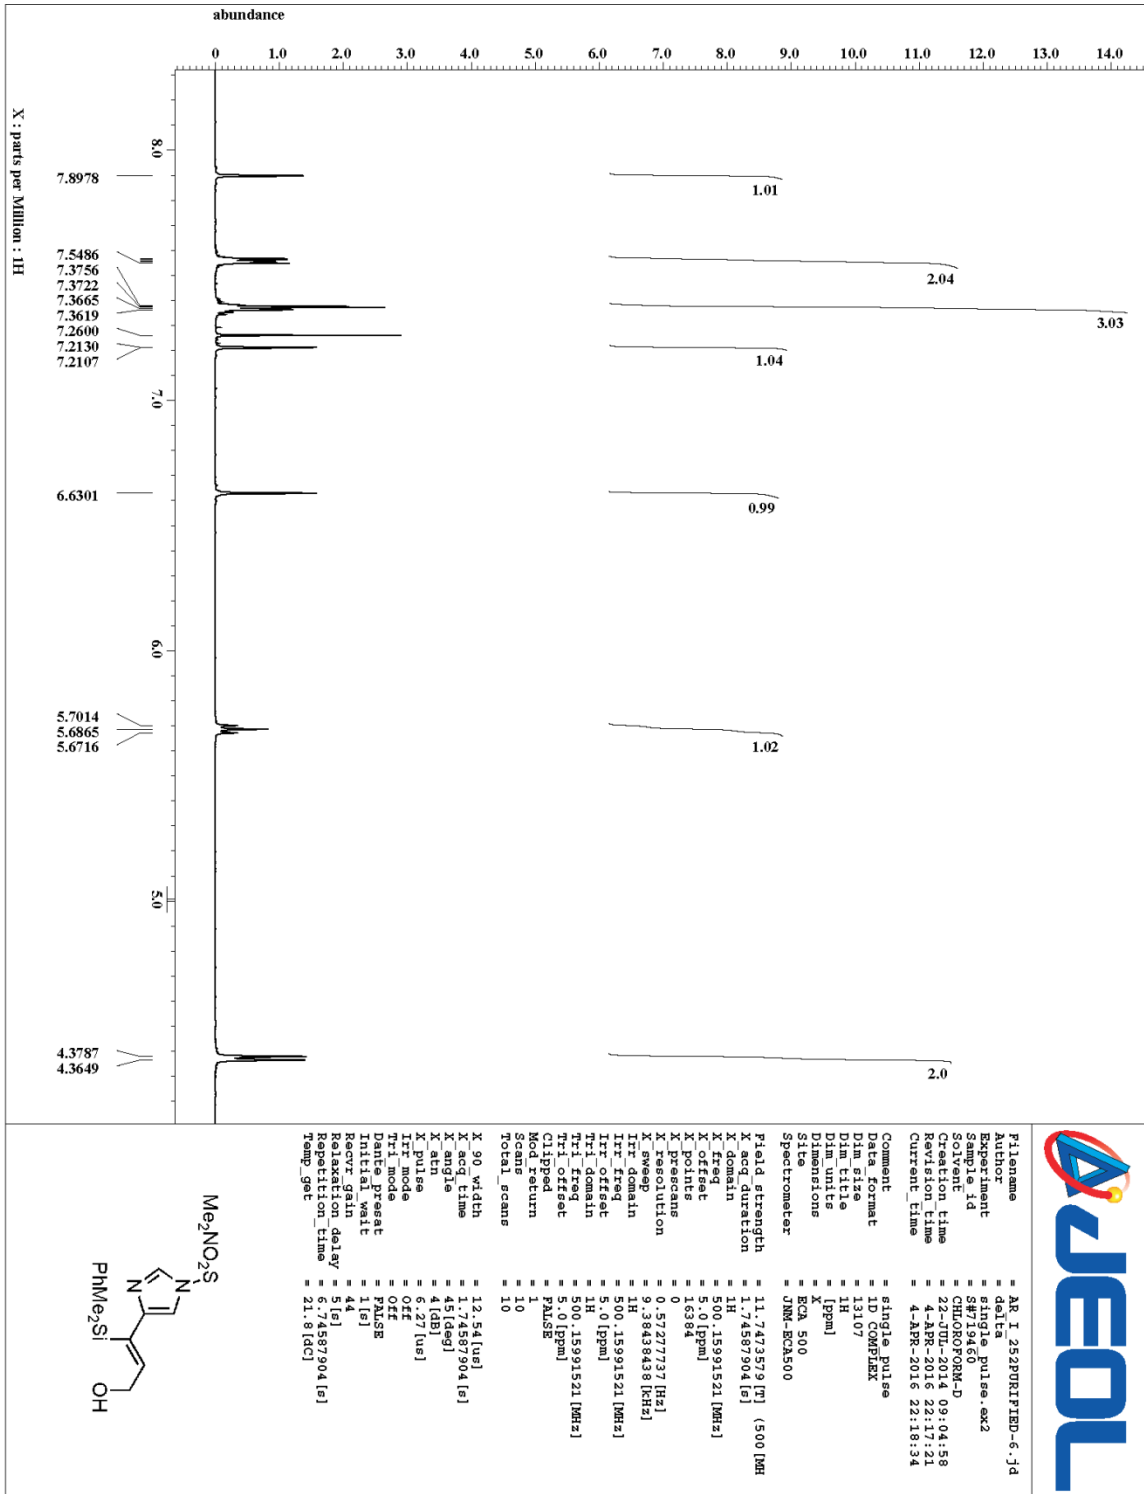 abundance
0 1.0 2.0 3.0 4.0 5.0 6.0 7.0 8.0 9.0 10.0 11.0 12.0 13.0 14.0
8.0
7.0
6.0
5.0
X : parts per Million : 1H
7.8978
7.5486
7.3756
7.3722
7.3665
7.3619
7.2600
7.2130
7.2107
6.6301
5.7014
5.6865
5.6716
4.3787
4.3649
1.01
2.04
3.03
1.04
0.99
1.02
2.0
JEOL
Filename = AR_I_252PURIFIED-6.jd
Author = delta
Experiment = single_pulse.ex2
Sample_id = S#719460
Solvent = CHLOROFORM-D
Creation_time = 22-JUL-2014 09:04:58
Revision_time = 4-APR-2016 22:17:21
Current_time = 4-APR-2016 22:18:34
Comment = single_pulse
Data_format = 1D COMPLEX
Dim_size = 13107
Dim_title = 1H
Dim_units = [ppm]
Dimensions = X
Site = ECA 500
Spectrometer = JNM-ECA500
Field_strength = 11.7473579[T] (500[MH
X_acq_duration = 1.74587904[s]
X_domain = 1H
X_freq = 500.15991521[MHz]
X_offset = 5.0[ppm]
X_points = 16384
X_prescans = 0
X_resolution = 0.57277737[Hz]
X_sweep = 9.38438438[kHz]
Irr_domain = 1H
Irr_freq = 500.15991521[MHz]
Irr_offset = 5.0[ppm]
Tri_domain = 1H
Tri_freq = 500.15991521[MHz]
Tri_offset = 5.0[ppm]
Clipped = FALSE
Mod_return = 1
Scans = 10
Total_scans = 10
X_90_width = 12.54[us]
X_acq_time = 1.74587904[s]
X_angle = 45[deg]
X_atn = 4[dB]
X_pulse = 6.27[us]
Irr_mode = Off
Tri_mode = Off
Dante_presat = FALSE
Initial_wait = 1[s]
Recvr_gain = 44
Relaxation_delay = 5[s]
Repetition_time = 6.74587904[s]
Temp_get = 21.8[dC]
Me2NO2S
N
N
PhMe2Si
OH